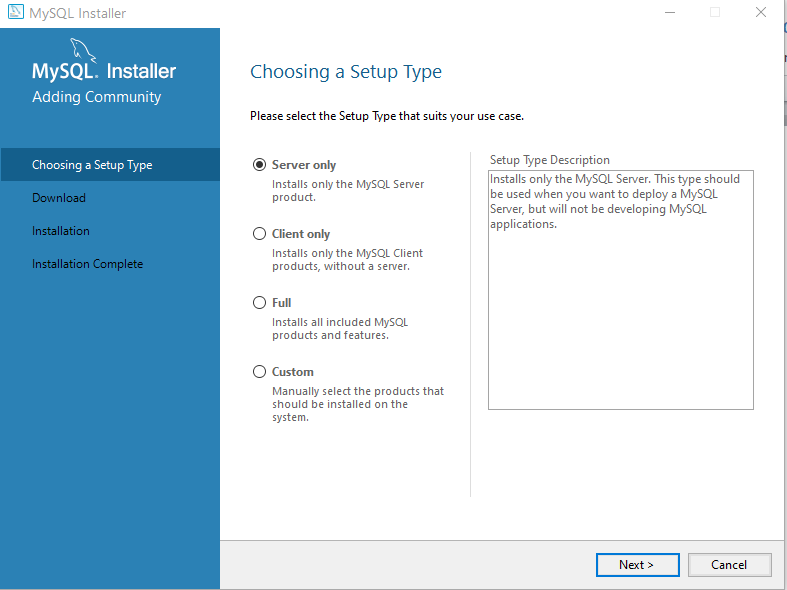 MySQL Installer
MySQL. Installer
Adding Community
Choosing a Setup Type
Download
Installation
Installation Complete
Choosing a Setup Type
Please select the Setup Type that suits your use case.
Server only
Installs only the MySQL Server
product.
Client only
Installs only the MySQL Client
products, without a server.
Full
Installs all included MySQL
products and features.
Custom
Manually select the products that
should be installed on the
system.
Setup Type Description
Installs only the MySQL Server. This type should
be used when you want to deploy a MySQL
Server, but will not be developing MySQL
applications.
Next >
Cancel